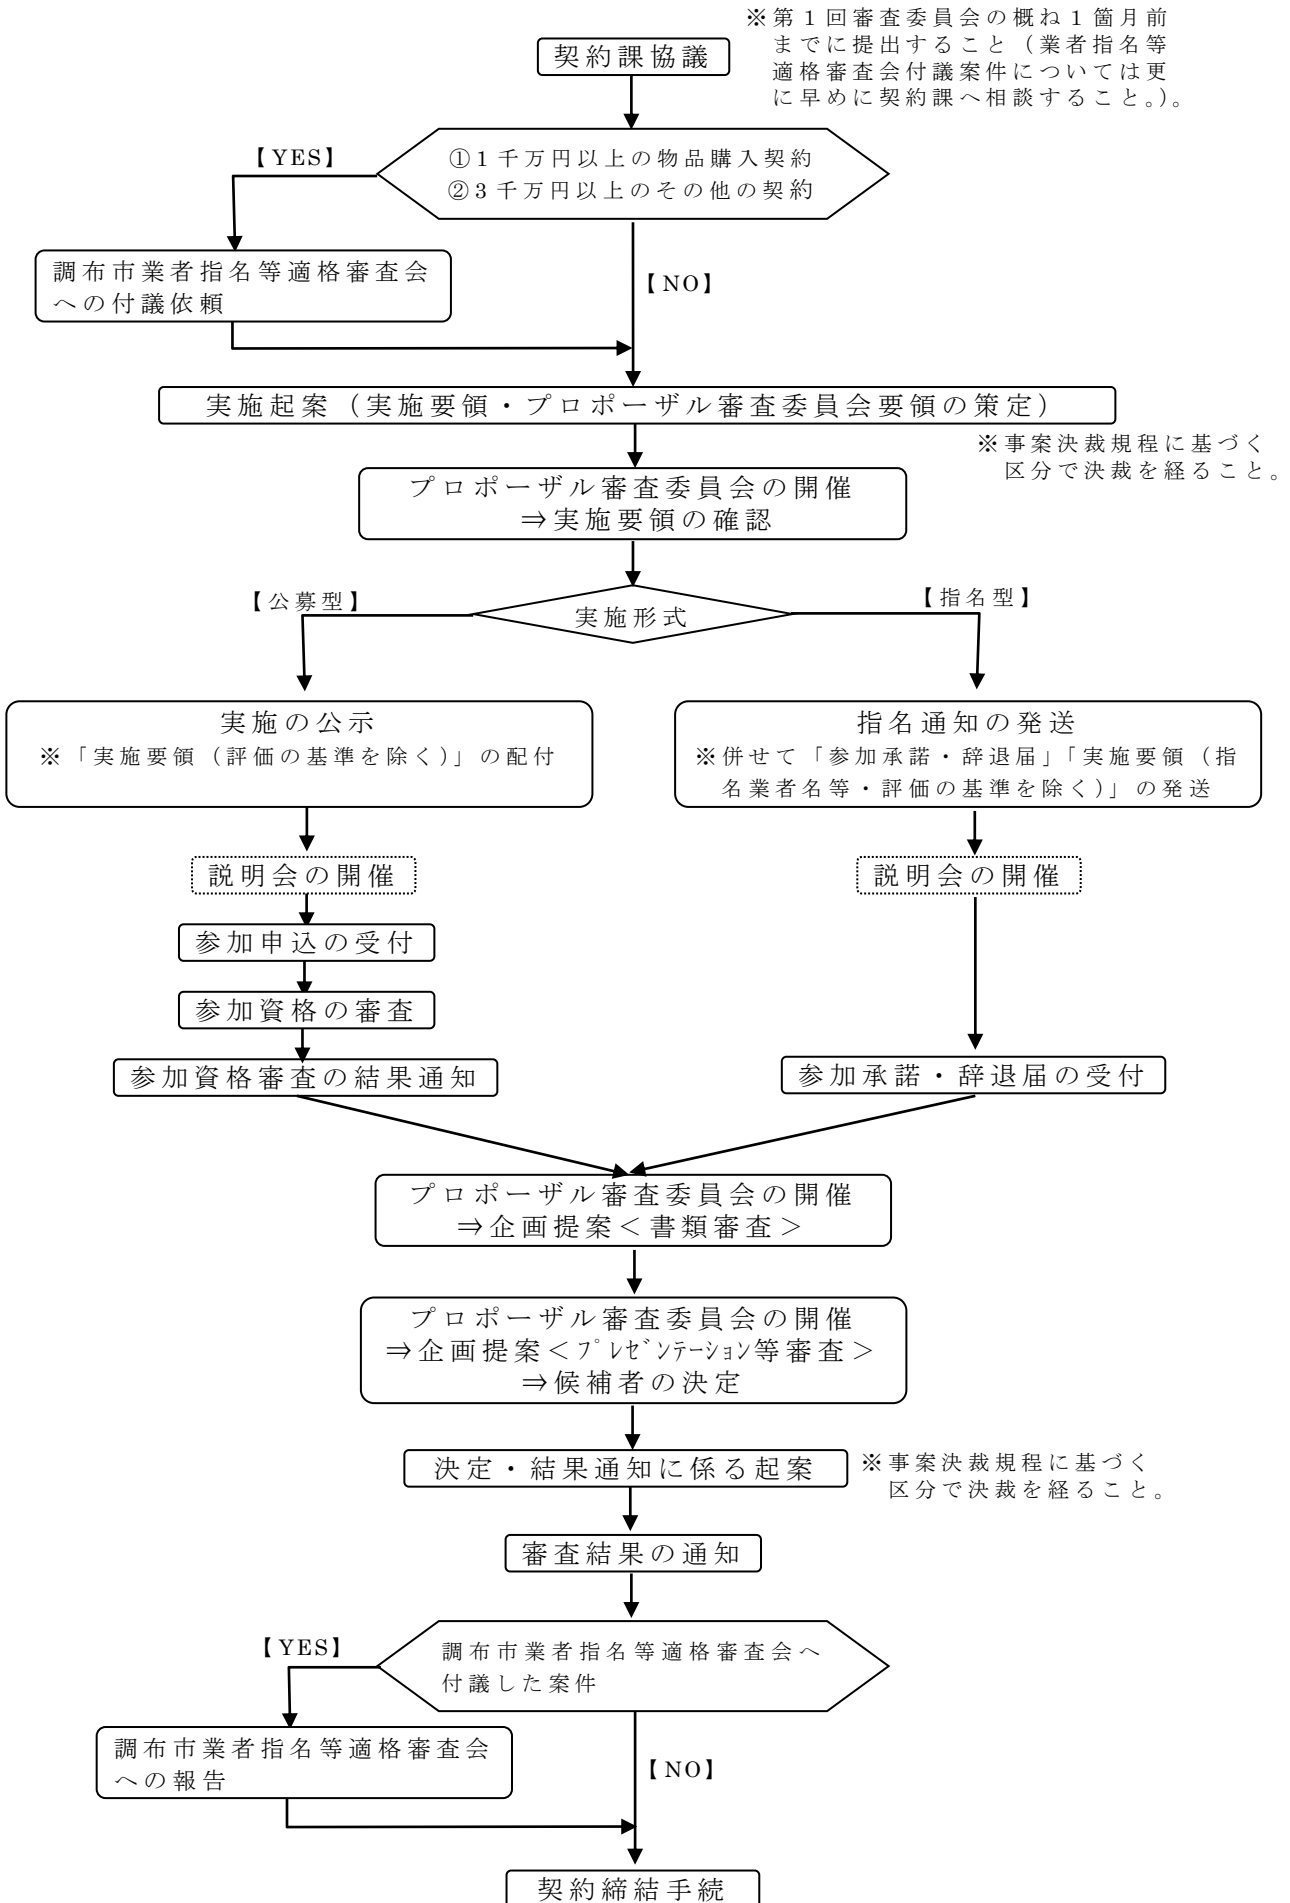 ※第1回審査委員会の概ね1箇月前
までに提出すること（業者指名等
適格審査会付議案件については更
に早めに契約課へ相談すること。）。
契約課協議
【YES】
①1千万円以上の物品購入契約
②3千万円以上のその他の契約
調布市業者指名等適格審査会
への付議依頼
【NO】
実施起案（実施要領・プロポーザル審査委員会要領の策定）
※事案決裁規程に基づく
区分で決裁を経ること。
プロポーザル審査委員会の開催
⇒実施要領の確認
【公募型】
実施形式
【指名型】
実施の公示
※「実施要領（評価の基準を除く）」の配付
指名通知の発送
※併せて「参加承諾・辞退届」「実施要領（指
名業者名等・評価の基準を除く）」の発送
説明会の開催
説明会の開催
参加申込の受付
参加資格の審査
参加資格審査の結果通知
参加承諾・辞退届の受付
プロポーザル審査委員会の開催
⇒企画提案＜書類審査＞
プロポーザル審査委員会の開催
⇒企画提案＜ﾌﾟﾚｾﾞﾝﾃｰｼｮﾝ等審査＞
⇒候補者の決定
決定・結果通知に係る起案
※事案決裁規程に基づく
区分で決裁を経ること。
審査結果の通知
【YES】
調布市業者指名等適格審査会へ
付議した案件
調布市業者指名等適格審査会
への報告
【NO】
契約締結手続